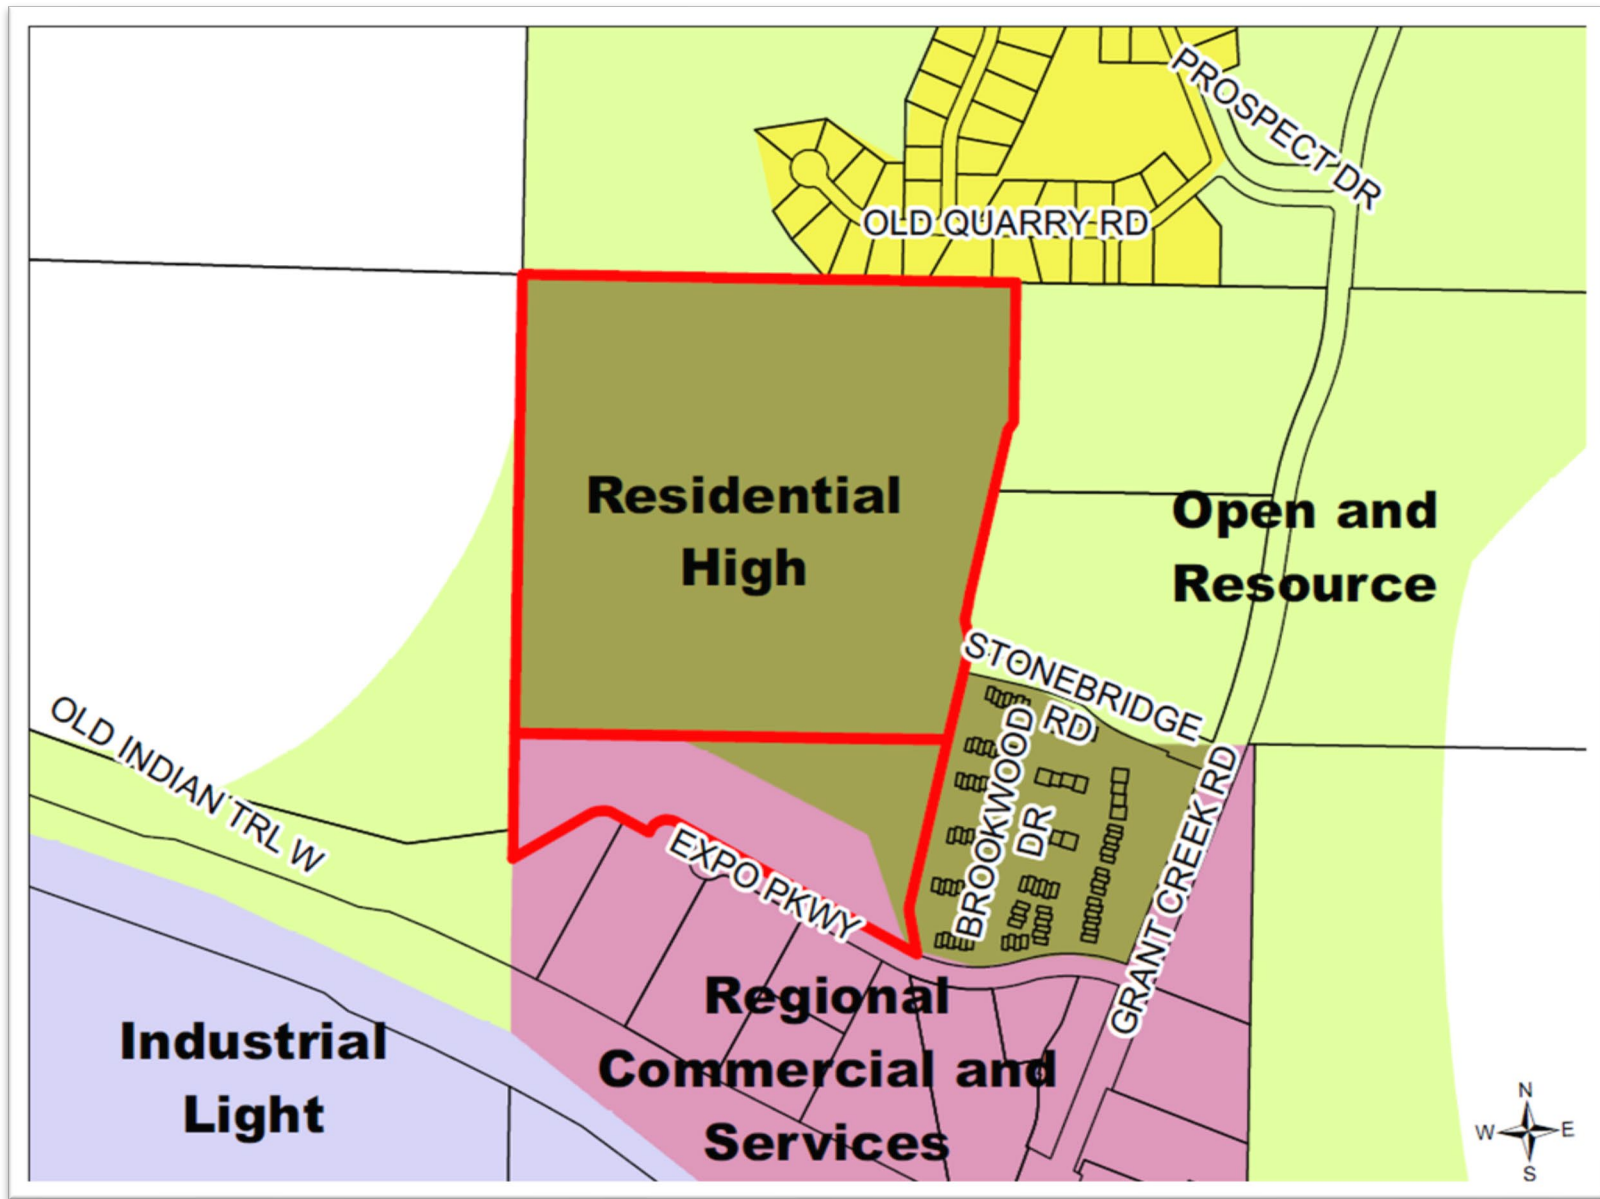 PROSPECT DR
OLD QUARRY RD
Residential
High
Open and
Resource
STONEBRIDGE
RD
BROOKWOOD
DR
OLD INDIAN TRL W
EXPO PKWY
GRANT CREEK RD
Regional
Commercial and
Services
Industrial
Light
N
W E
S